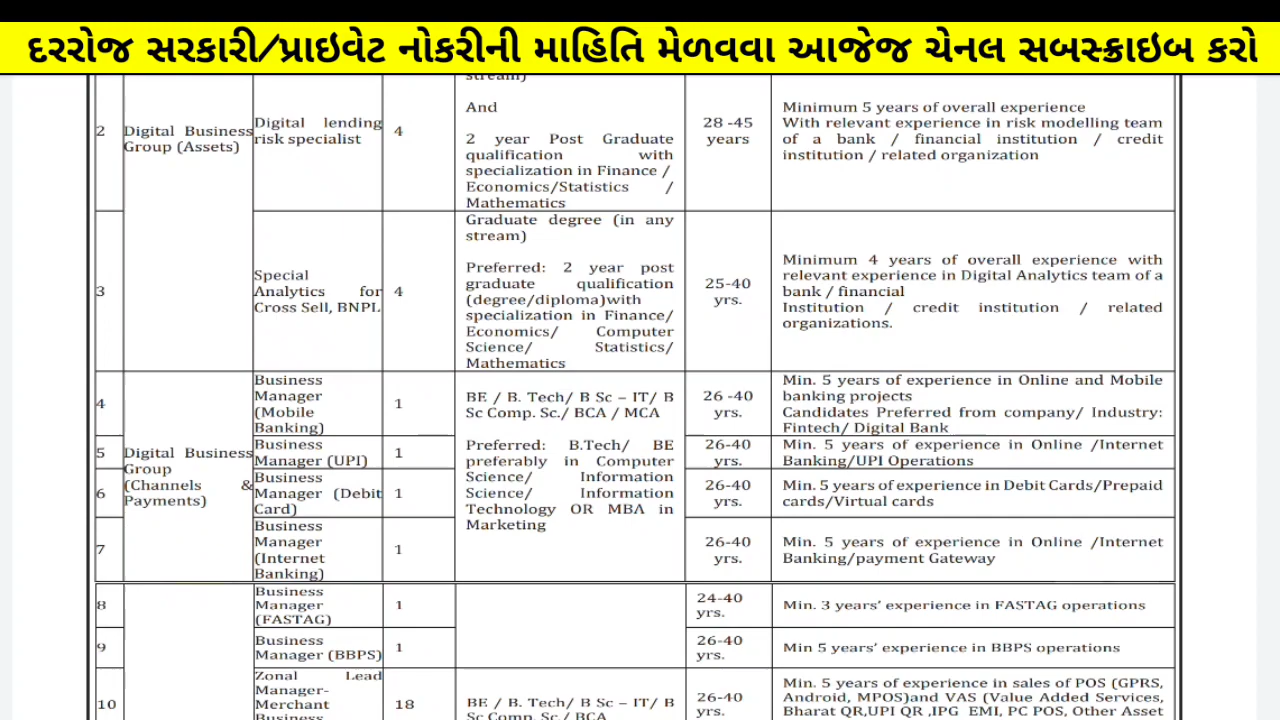 દરરોજ સરકારી/પ્રાઇવેટ નોકરીની માહિતિ મેળવવા આજેજ ચેનલ સબસ્ક્રાઇબ કરો
stream)
And
2 year Post Graduate
qualification with
specialization in Finance /
Economics/Statistics /
Mathematics
2
Digital Business
Group (Assets)
Digital lending
risk specialist
4
28 -45
years
Minimum 5 years of overall experience
With relevant experience in risk modelling team
of a bank / financial institution / credit
institution / related organization
3
Special
Analytics for
Cross Sell, BNPL
4
Graduate degree (in any
stream)
Preferred: 2 year post
graduate qualification
(degree/diploma)with
specialization in Finance/
Economics/ Computer
Science/ Statistics/
Mathematics
25-40
yrs.
Minimum 4 years of overall experience with
relevant experience in Digital Analytics team of a
bank / financial
Institution / credit institution / related
organizations.
4
Digital Business
Group
(Channels &
Payments)
Business
Manager
(Mobile
Banking)
1
BE / B. Tech/ B Sc – IT/ B
Sc Comp. Sc./ BCA / MCA
Preferred: B.Tech/ BE
preferably in Computer
Science/ Information
Science/ Information
Technology OR MBA in
Marketing
26 -40
yrs.
Min. 5 years of experience in Online and Mobile
banking projects
Candidates Preferred from company/ Industry:
Fintech/ Digital Bank
5
Business
Manager (UPI)
1
26-40
yrs.
Min. 5 years of experience in Online /Internet
Banking/UPI Operations
6
Business
Manager (Debit
Card)
1
26-40
yrs.
Min. 5 years of experience in Debit Cards/Prepaid
cards/Virtual cards
7
Business
Manager
(Internet
Banking)
1
26-40
yrs.
Min. 5 years of experience in Online /Internet
Banking/payment Gateway
8
Business
Manager
(FASTAG)
1
24-40
yrs.
Min. 3 years’ experience in FASTAG operations
9
Business
Manager (BBPS)
1
26-40
yrs.
Min 5 years’ experience in BBPS operations
10
Zonal Lead
Manager-
Merchant
Business
18
BE / B. Tech/ B Sc – IT/ B
Sc Comp. Sc./ BCA
26-40
yrs.
Min. 5 years of experience in sales of POS (GPRS,
Android, MPOS)and VAS (Value Added Services,
Bharat QR,UPI QR ,IPG EMI, PC POS, Other Asset